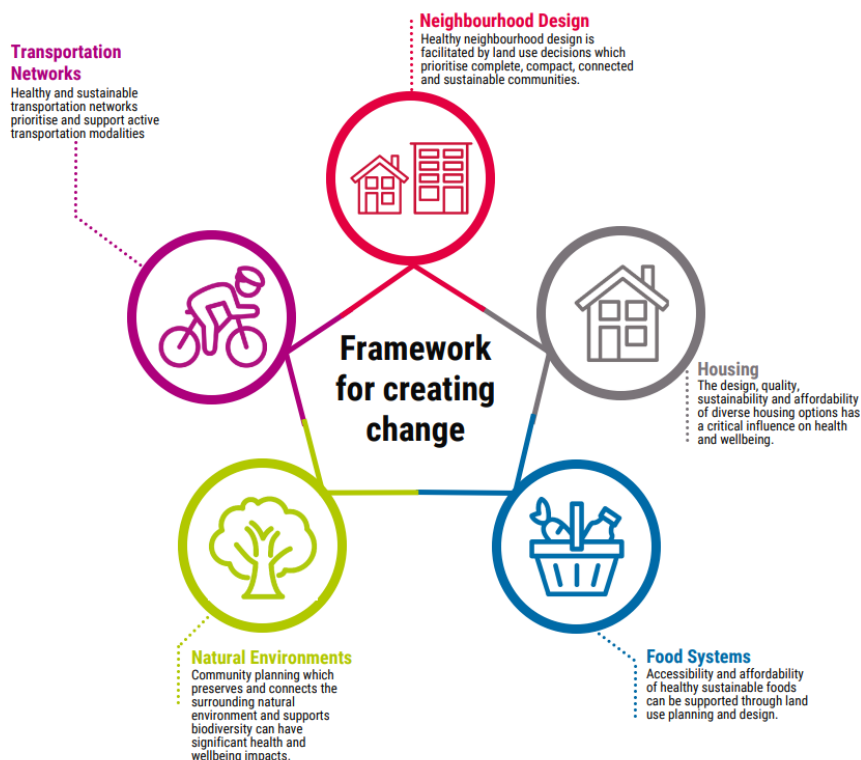 Neighbourhood Design
Healthy neighbourhood design is
facilitated by land use decisions which
prioritise complete, compact, connected
and sustainable communities.
Transportation
Networks
Healthy and sustainable
transportation networks
prioritise and support active
transportation modalities
Framework
for creating
change
Housing
The design, quality,
sustainability and affordability
of diverse housing options has
a critical influence on health
and wellbeing.
Natural Environments
Community planning which
preserves and connects the
surrounding natural
environment and supports
biodiversity can have
significant health and
wellbeing impacts.
Food Systems
Accessibility and affordability
of healthy sustainable foods
can be supported through land
use planning and design.